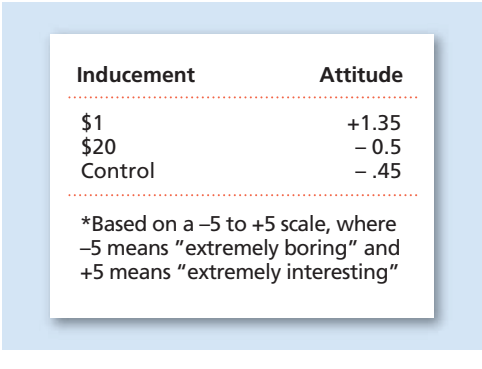 Inducement Attitude
$1 +1.35
$20 – 0.5
Control – .45
*Based on a –5 to +5 scale, where
–5 means “extremely boring” and
+5 means “extremely interesting”